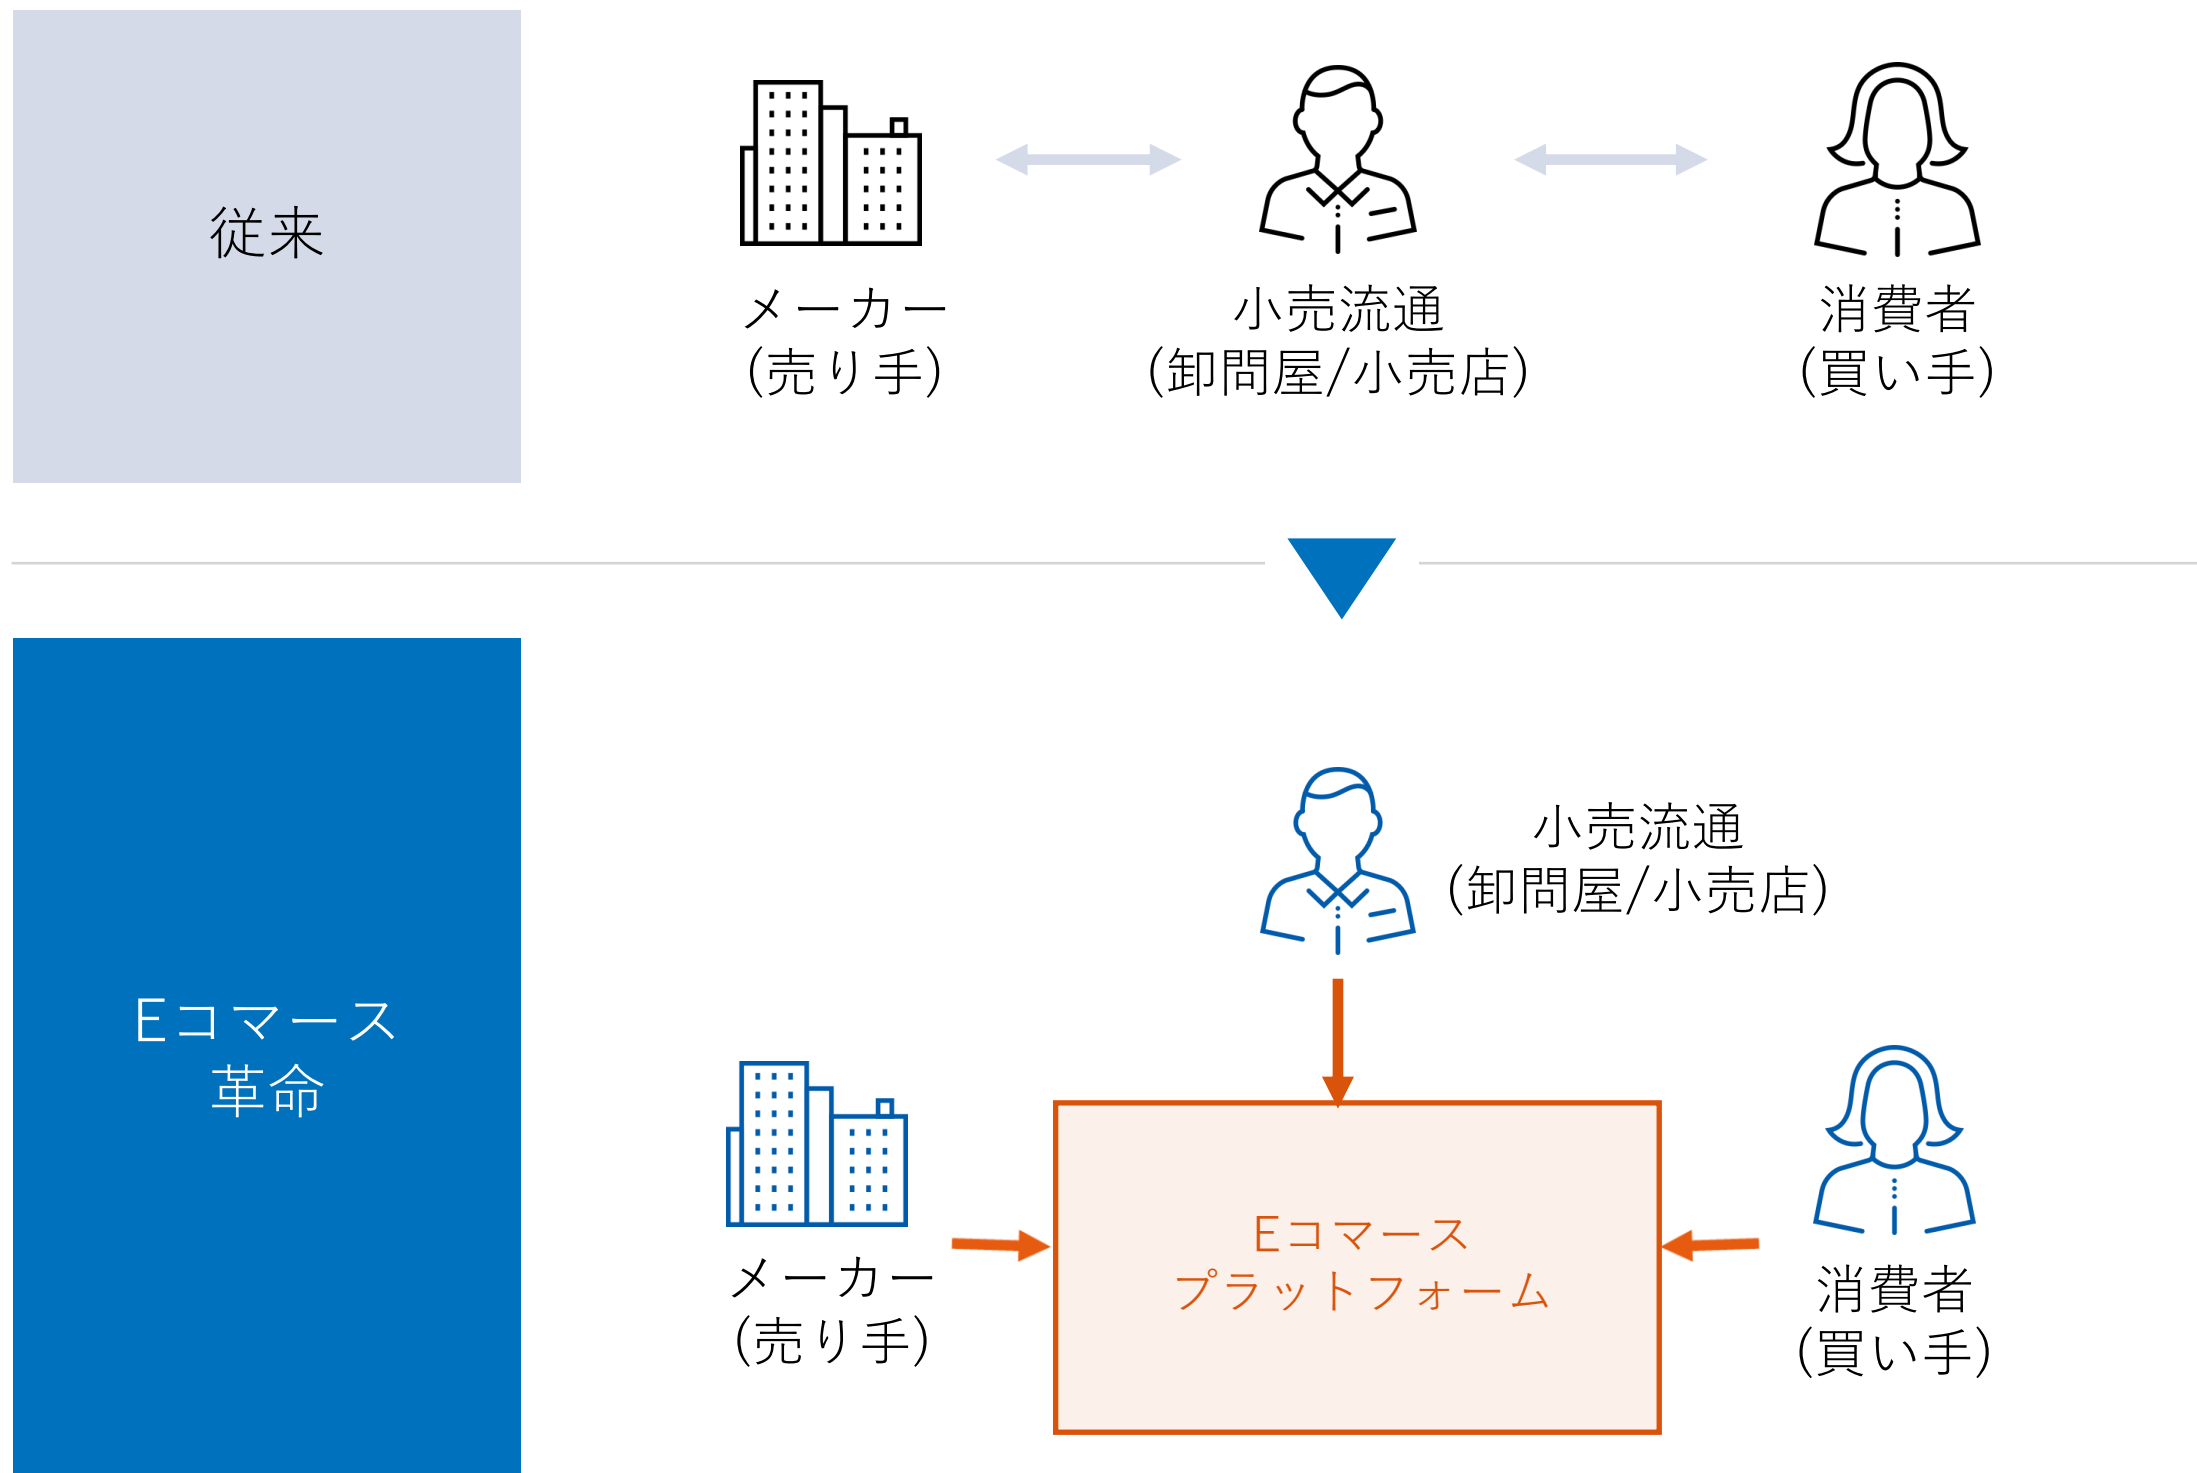 従来
メーカー
(売り手)
小売流通
(卸問屋/小売店)
消費者
(買い手)
Eコマース
革命
小売流通
(卸問屋/小売店)
メーカー
(売り手)
Eコマース
プラットフォーム
消費者
(買い手)